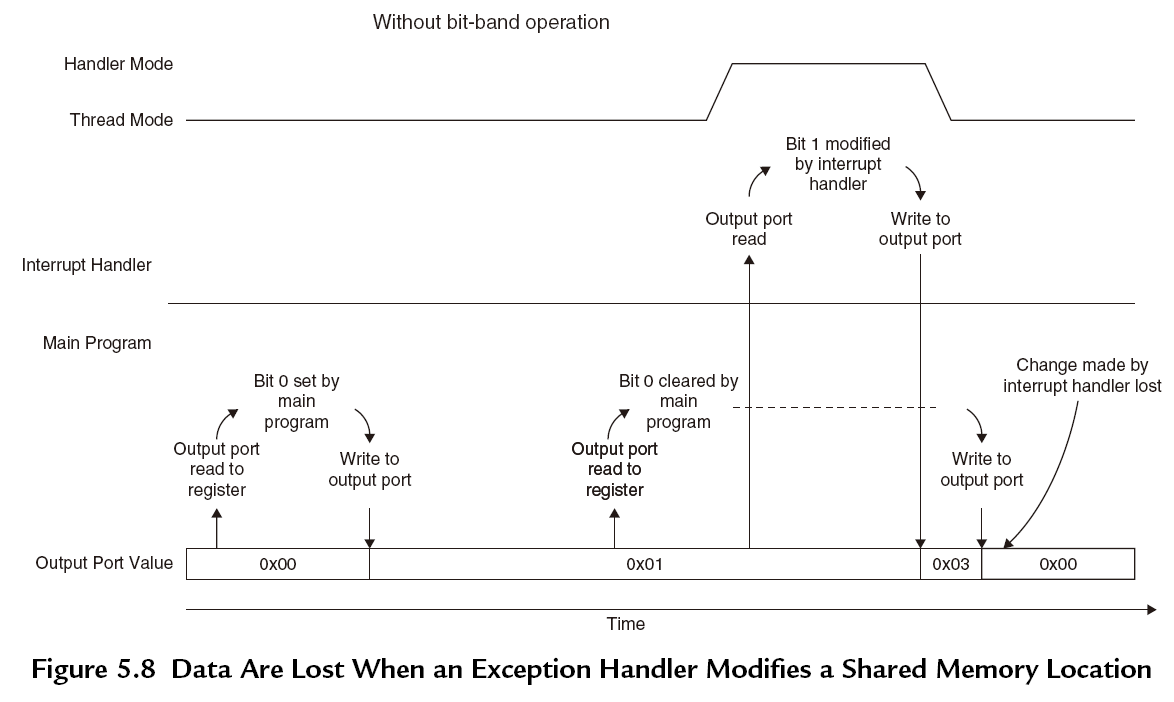 Without bit-band operation
Handler Mode
Thread Mode
Bit 1 modified
by interrupt
handler
Output port
read
Write to
output port
Interrupt Handler
Main Program
Bit 0 set by
main
program
Output port
read to
register
Write to
output port
Bit 0 cleared by
main
program
Output port
read to
register
Change made by
interrupt handler lost
Write to
output port
Output Port Value
0x00
0x01
0x03
0x00
Time
Figure 5.8 Data Are Lost When an Exception Handler Modifies a Shared Memory Location